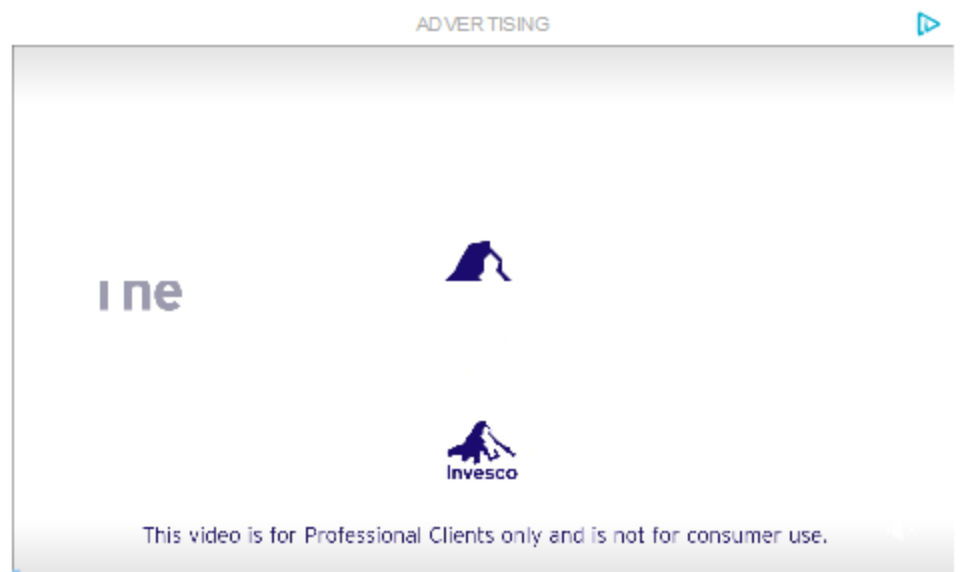 ADVERTISING
Invesco
This video is for Professional Clients only and is not for consumer use.